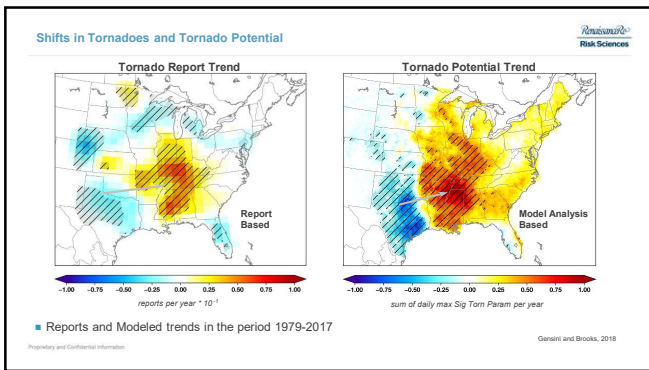 Shifts in Tornadoes and Tornado Potential
RenaissanceRe
Risk Sciences
Tornado Report Trend
Tornado Potential Trend
Report
Based
Model Analysis
Based
-1.00 -0.75 -0.50 -0.25 0.00 0.25 0.50 0.75 1.00
-1.00 -0.75 -0.50 -0.25 0.00 0.25 0.50 0.75 1.00
reports per year * 10⁻¹
sum of daily max Sig Torn Param per year
Reports and Modeled trends in the period 1979-2017
Gensini and Brooks, 2018
Proprietary and Confidential Information